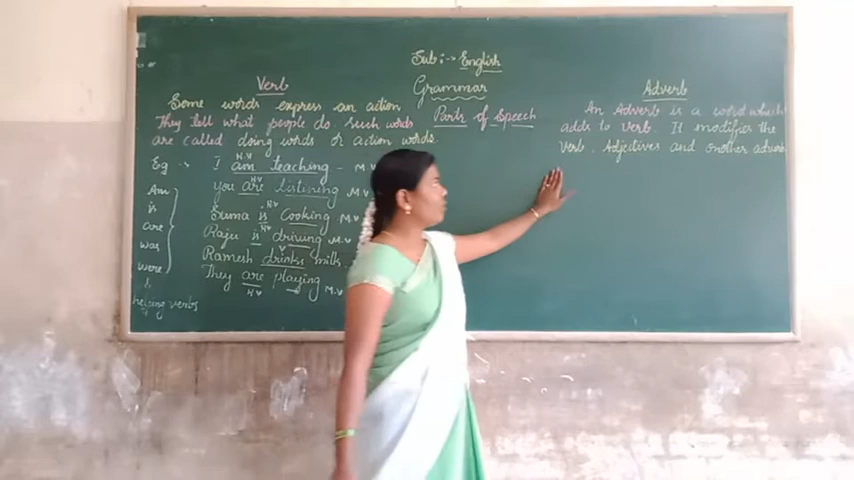 Sub:-> English
Grammar
Parts of Speech
Verb
Some words express an action
They tell what people do. Such words
are called doing words or action words.
Eg -> I am teaching - M.V
H.V
you are listening M.V
H.V
Suma is Cooking M.V
H.V
Raju is driving M.V
H.V
Ramesh drinks milk.
V
They are playing M.V
H.V
Am
is
are
was
were
&
helping verbs
Adverb
An Adverb is a word which
adds to verb. It modifies the
verb. Adjectives and another adverb